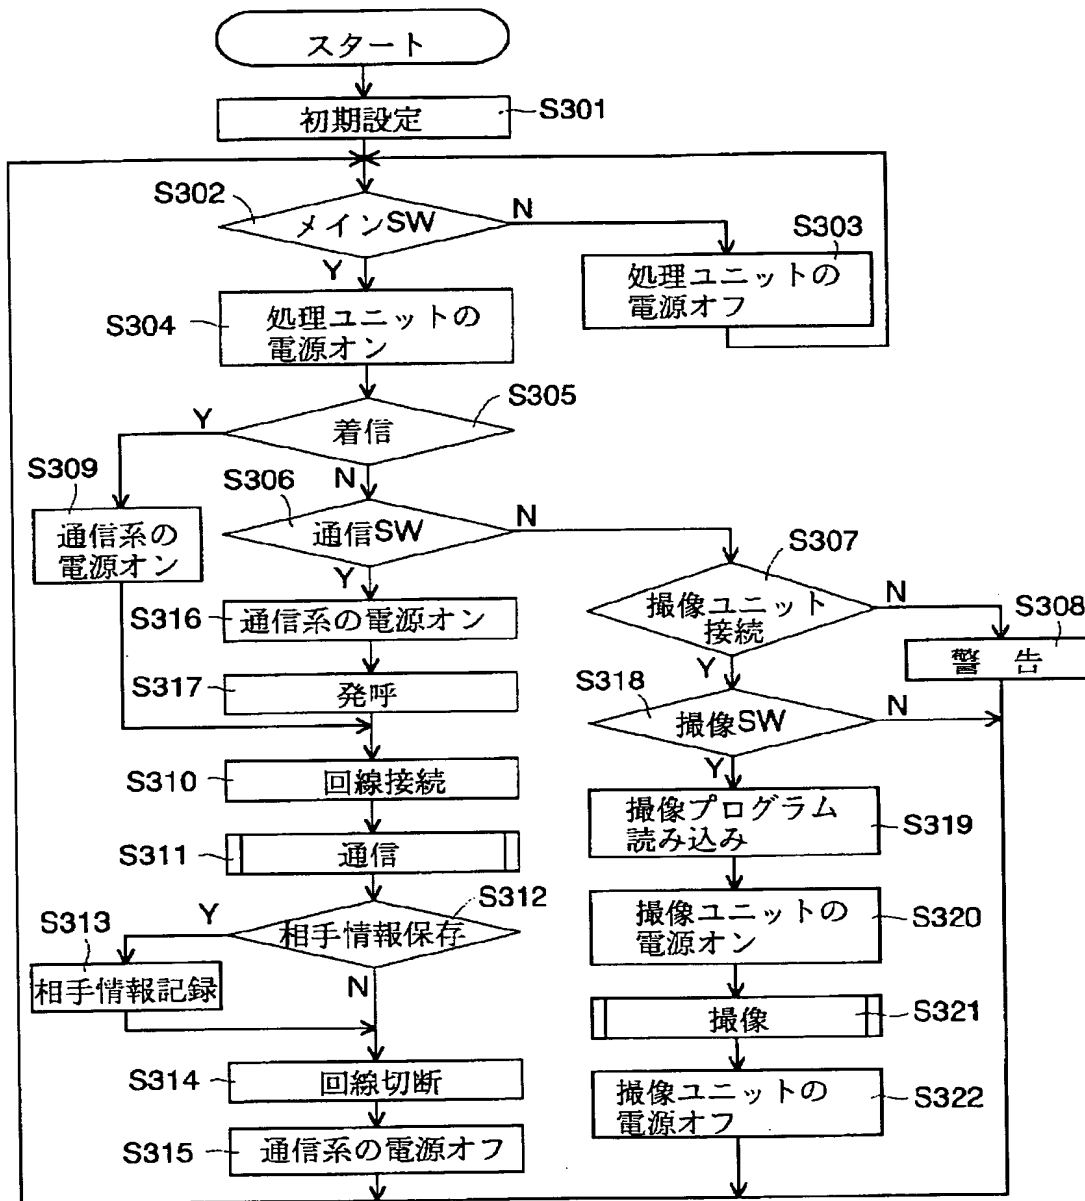 スタート
初期設定
S301
S302
メインSW
N
Y
S303
処理ユニットの
電源オフ
S304
処理ユニットの
電源オン
S305
着信
Y
N
S309
通信系の
電源オン
S306
通信SW
N
Y
S307
撮像ユニット
接続
N
Y
S308
警告
S316
通信系の電源オン
S317
発呼
S318
撮像SW
N
Y
S310
回線接続
S319
撮像プログラム
読み込み
S311
通信
S312
相手情報保存
Y
N
S313
相手情報記録
S320
撮像ユニットの
電源オン
S321
撮像
S314
回線切断
S322
撮像ユニットの
電源オフ
S315
通信系の電源オフ